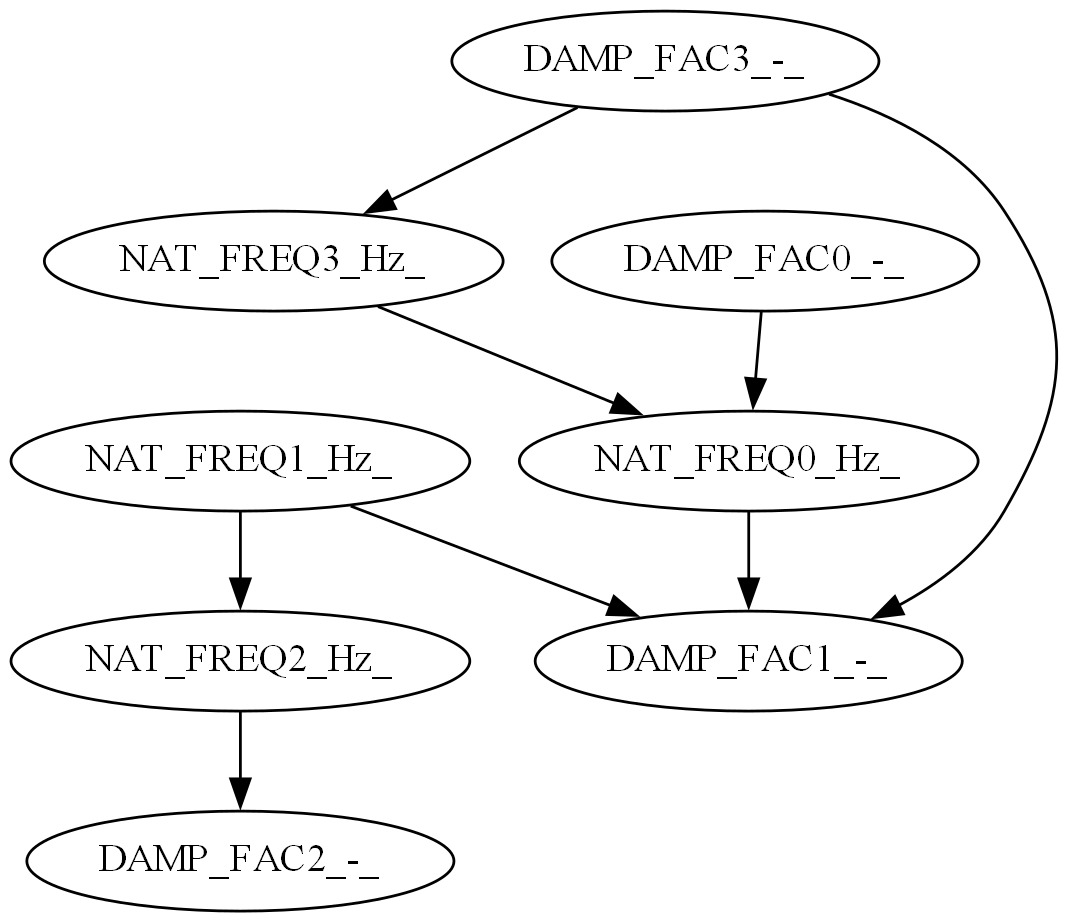 DAMP_FAC3_-_
NAT_FREQ3_Hz_
DAMP_FAC0_-_
NAT_FREQ1_Hz_
NAT_FREQ0_Hz_
NAT_FREQ2_Hz_
DAMP_FAC1_-_
DAMP_FAC2_-_